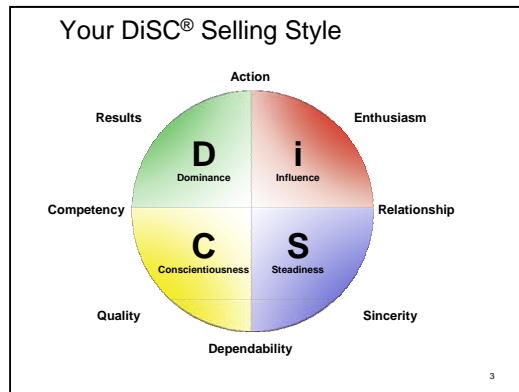 Your DiSC® Selling Style
Action
Results
Enthusiasm
D
Dominance
i
Influence
Competency
Relationship
C
Conscientiousness
S
Steadiness
Quality
Sincerity
Dependability
3